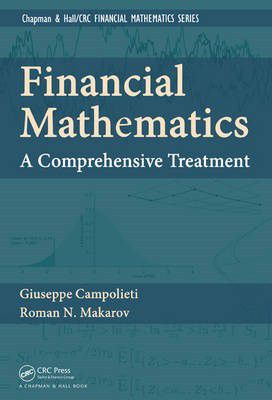 Chapman & Hall/CRC FINANCIAL MATHEMATICS SERIES
Financial
Mathematics
A Comprehensive Treatment
Giuseppe Campolieti
Roman N. Makarov
CRC Press
Taylor & Francis Group
A CHAPMAN & HALL BOOK